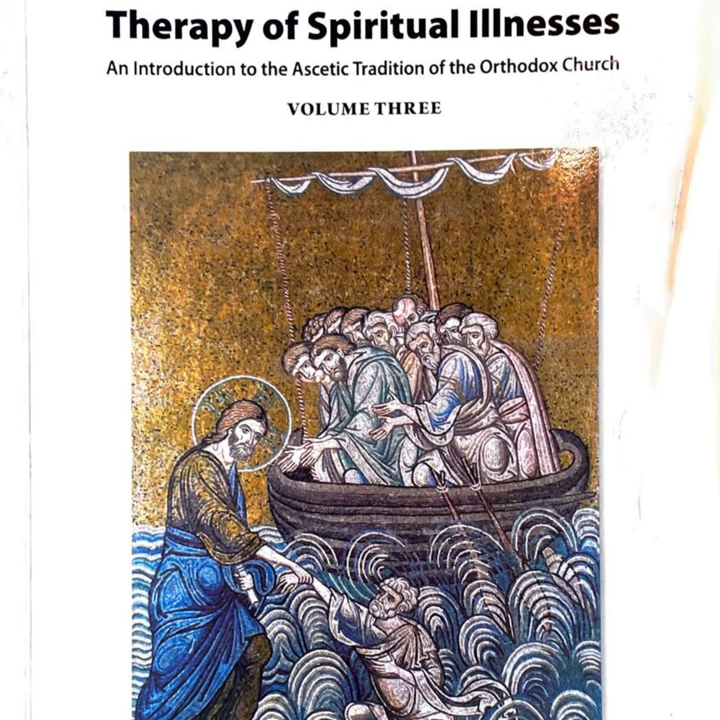 Therapy of Spiritual Illnesses
An Introduction to the Ascetic Tradition of the Orthodox Church
VOLUME THREE